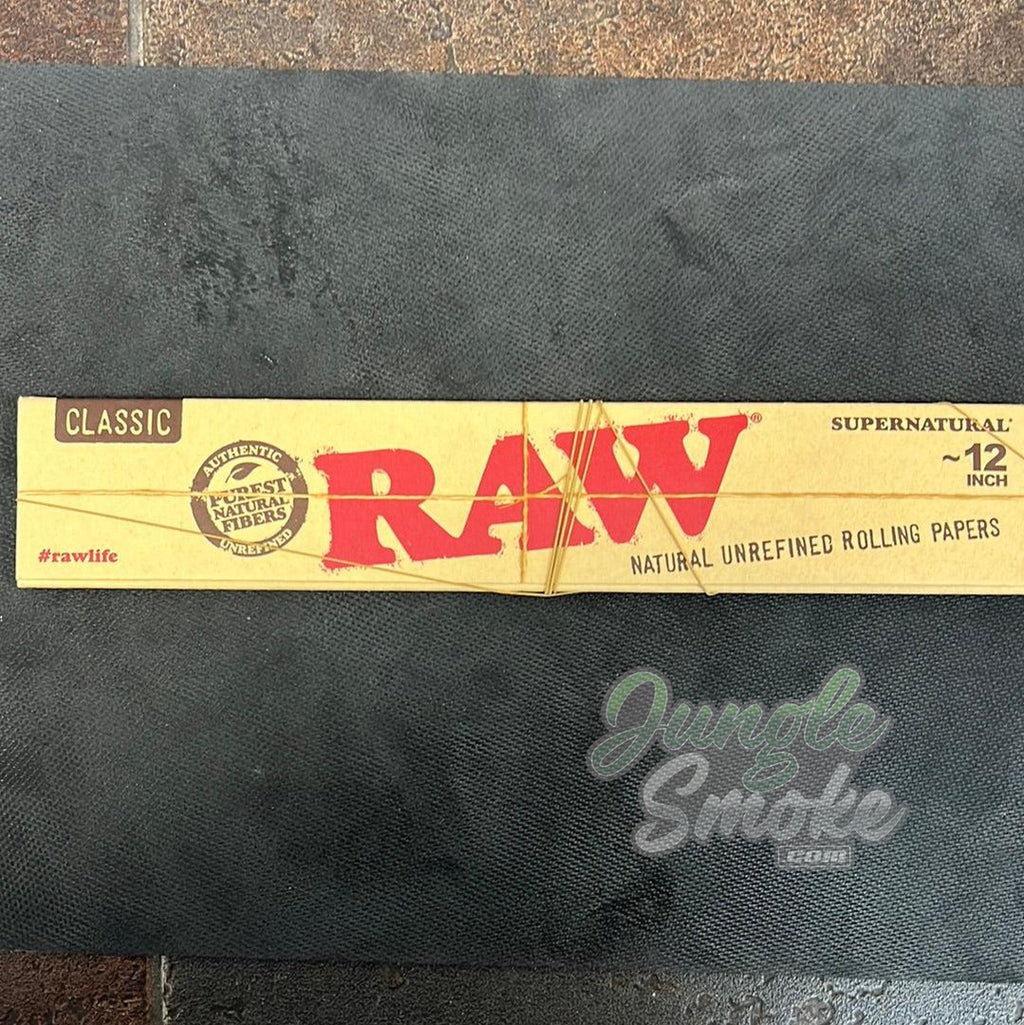 CLASSIC
AUTHENTIC
PUREST
NATURAL
FIBERS
UNREFINED
#rawlife
RAW®
SUPERNATURAL
~12
INCH
NATURAL UNREFINED ROLLING PAPERS
Jungle
Smoke
.com